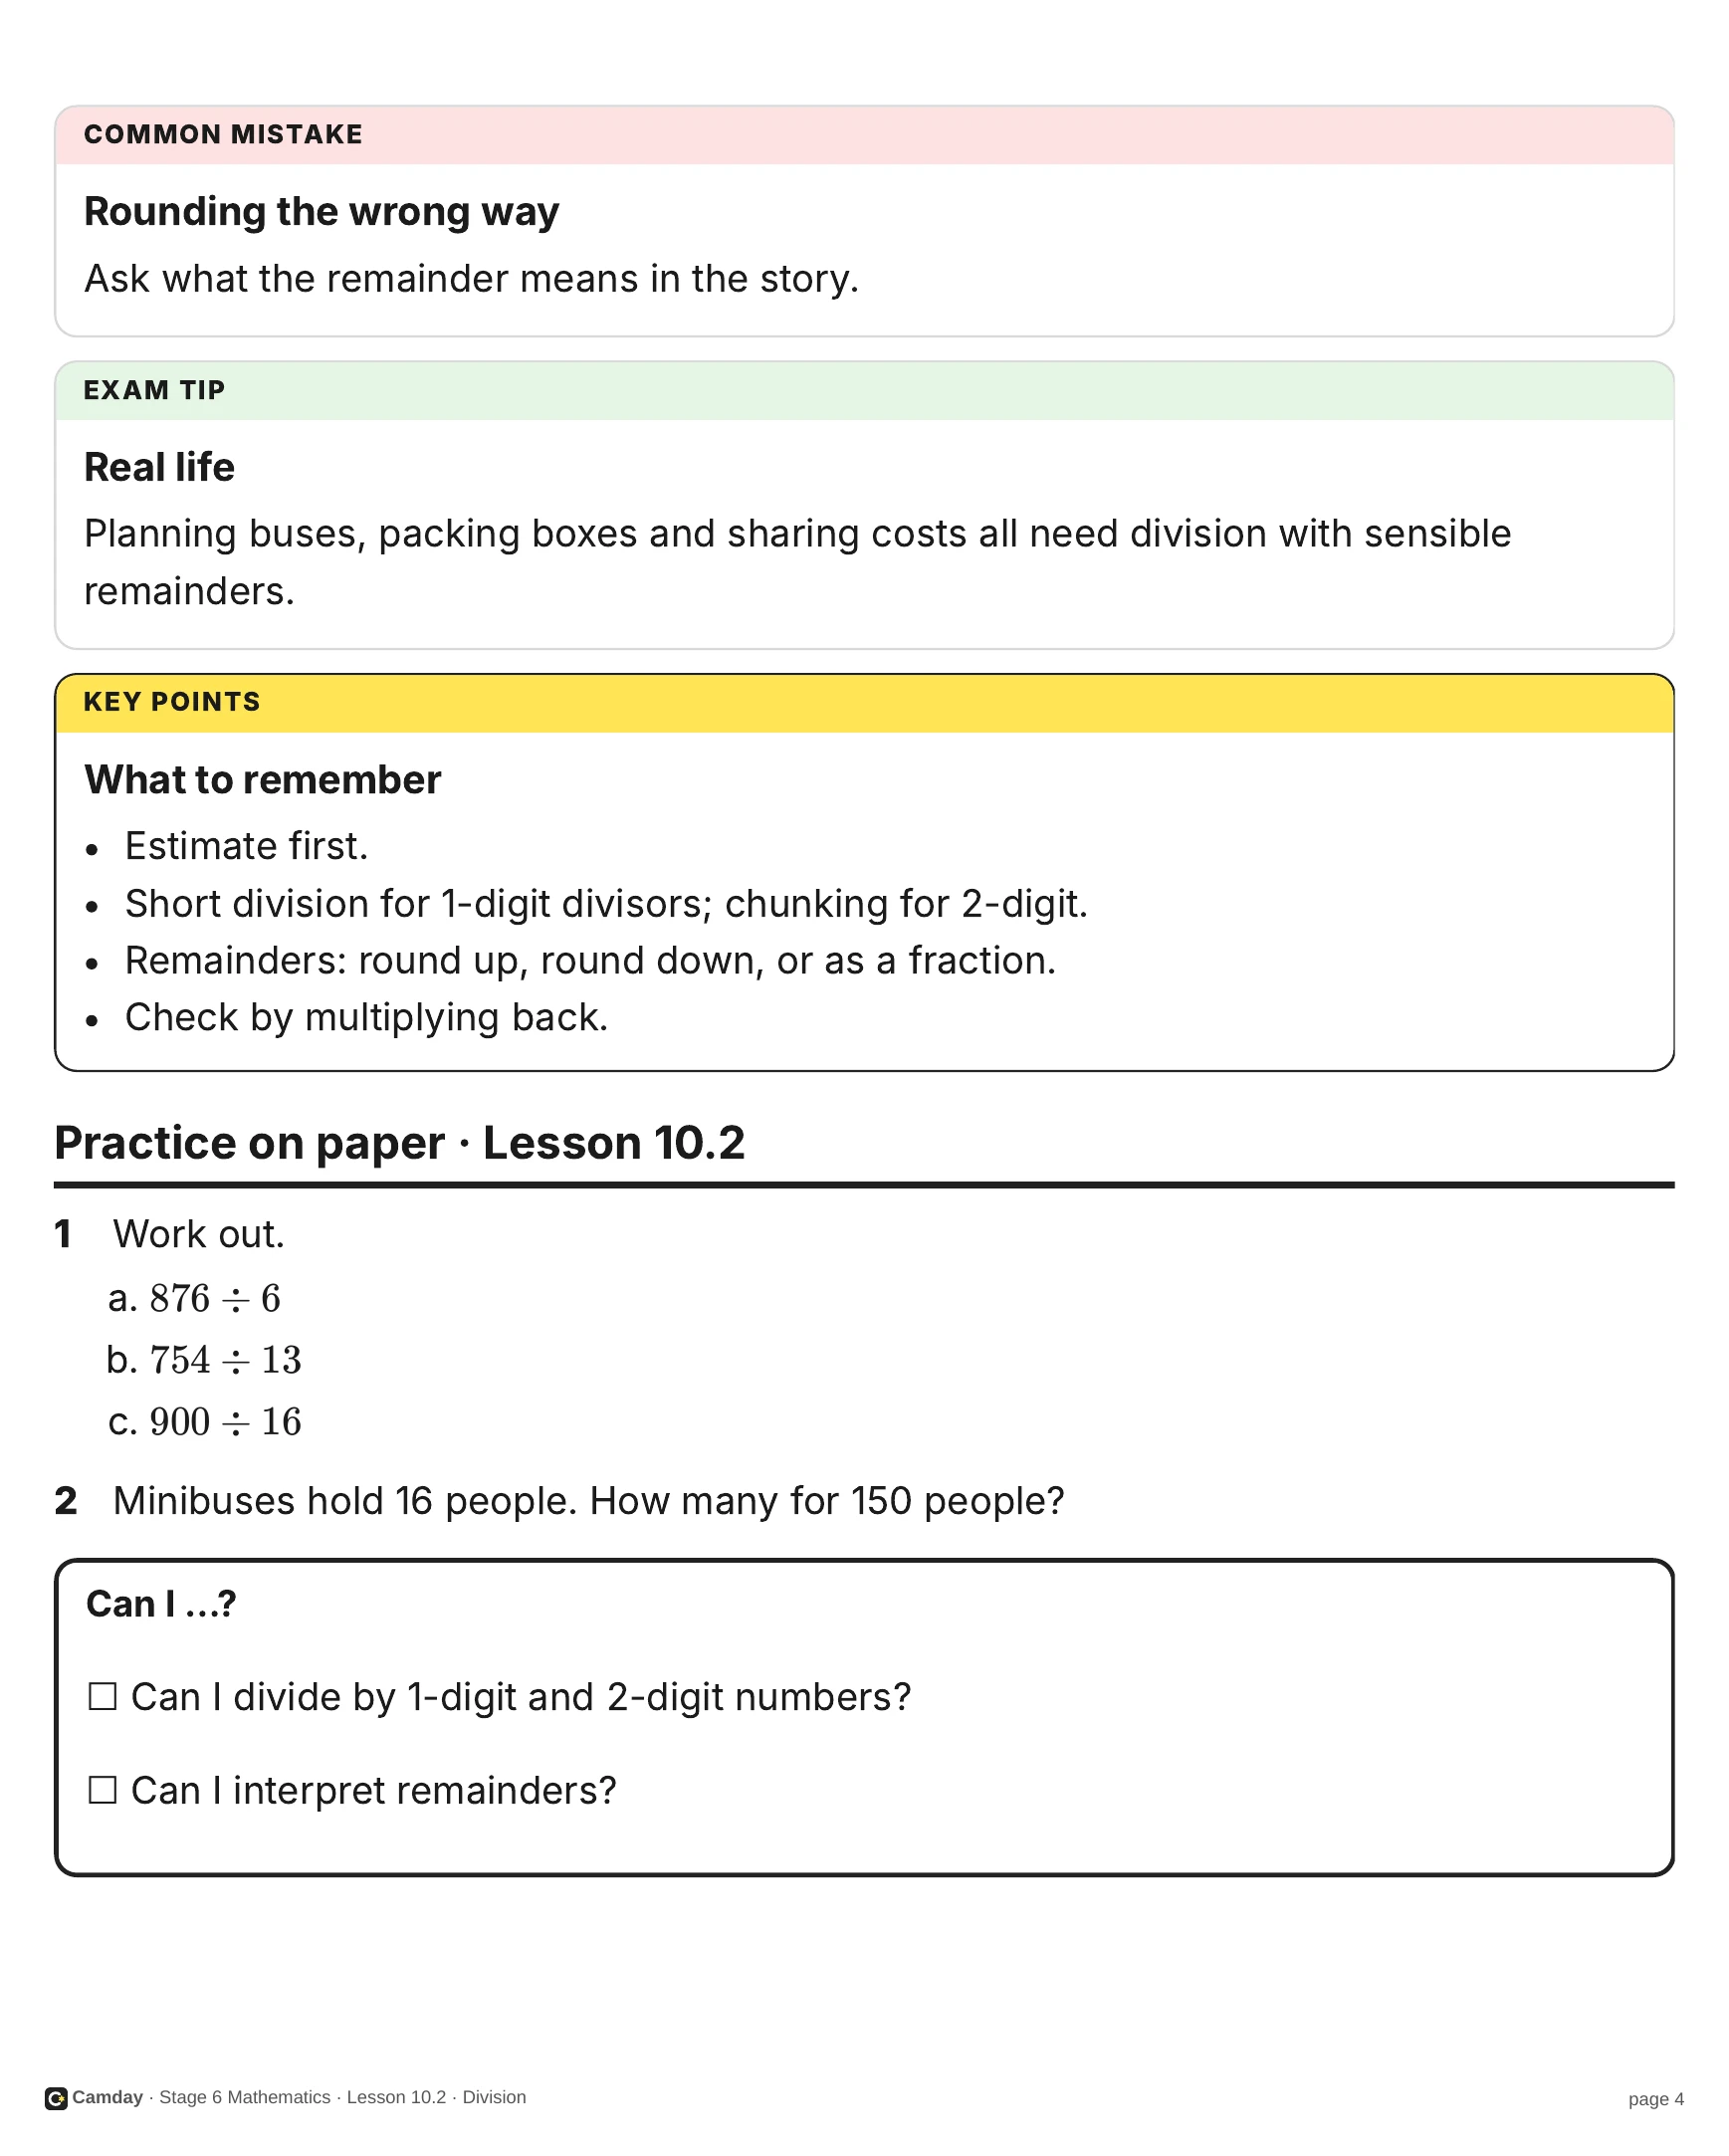 COMMON MISTAKE
Rounding the wrong way
Ask what the remainder means in the story.
EXAM TIP
Real life
Planning buses, packing boxes and sharing costs all need division with sensible
remainders.
KEY POINTS
What to remember
• Estimate first.
• Short division for 1-digit divisors; chunking for 2-digit.
• Remainders: round up, round down, or as a fraction.
• Check by multiplying back.
Practice on paper · Lesson 10.2
1 Work out.
a. 876 ÷ 6
b. 754 ÷ 13
c. 900 ÷ 16
2 Minibuses hold 16 people. How many for 150 people?
Can I …?
☐ Can I divide by 1-digit and 2-digit numbers?
☐ Can I interpret remainders?
Camday · Stage 6 Mathematics · Lesson 10.2 · Division
page 4